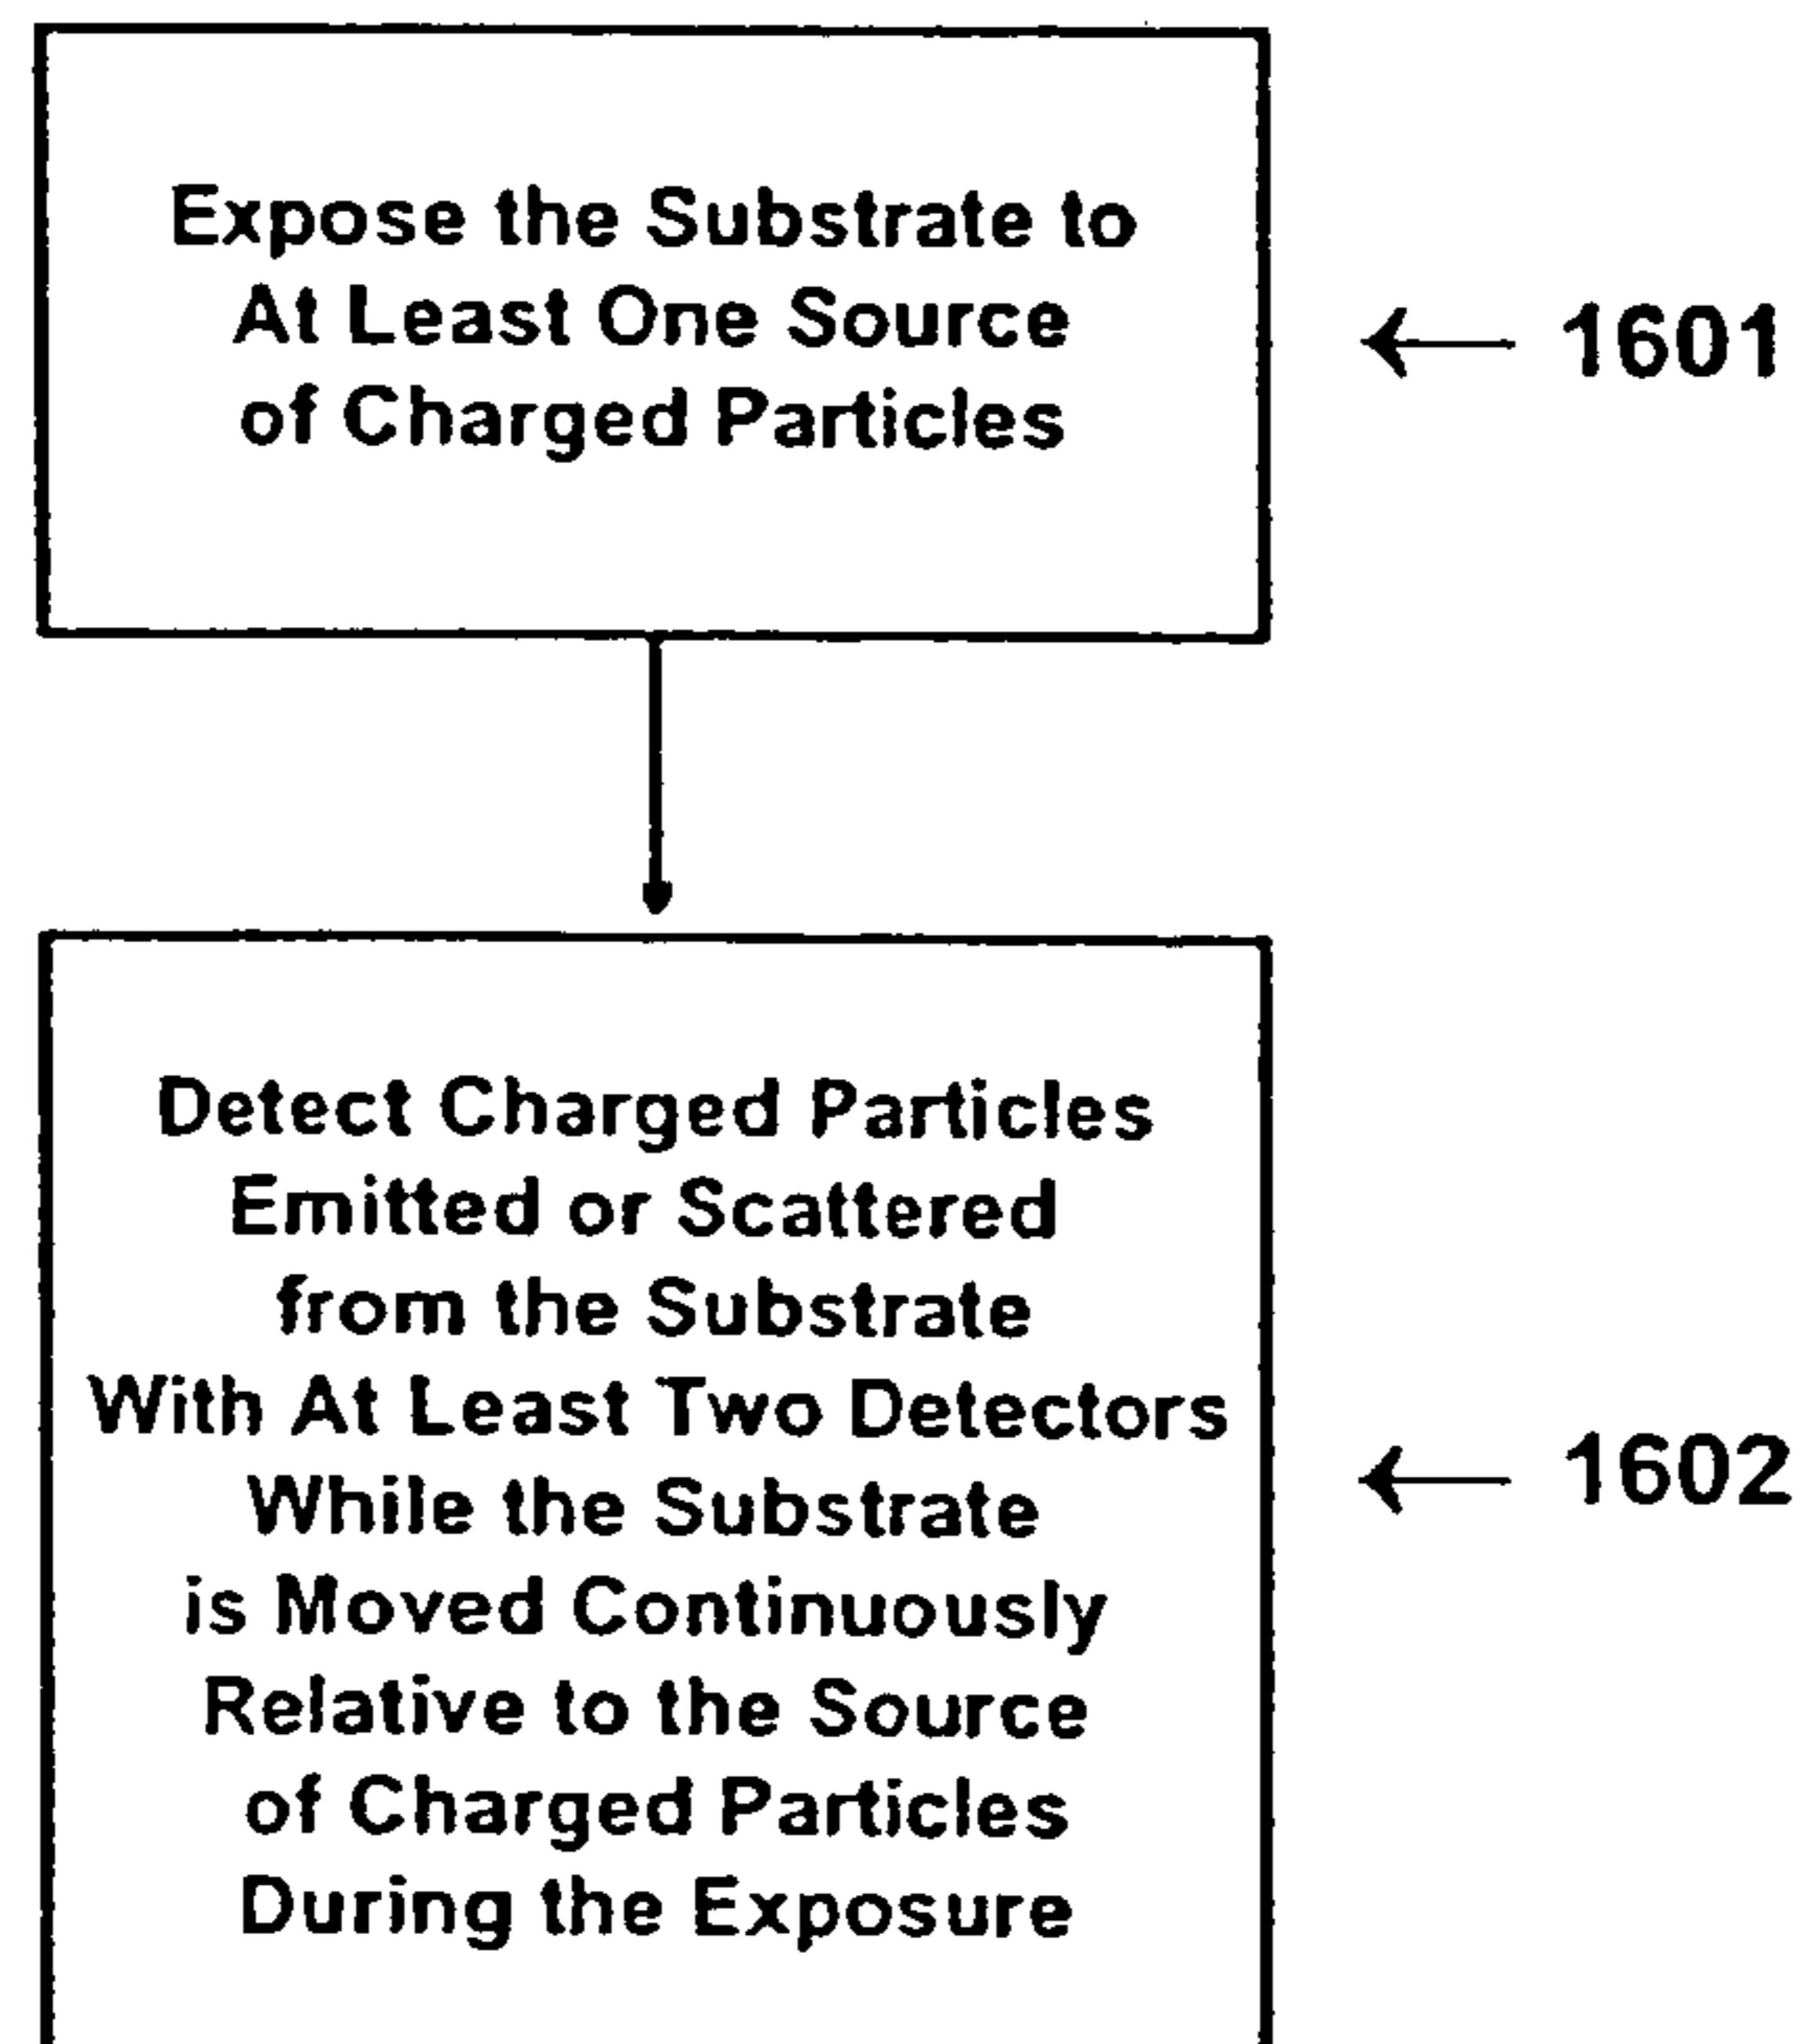 Expose the Substrate to
At Least One Source
of Charged Particles
1601
Detect Charged Particles
Emitted or Scattered
from the Substrate
With At Least Two Detectors
While the Substrate
is Moved Continuously
Relative to the Source
of Charged Particles
During the Exposure
1602